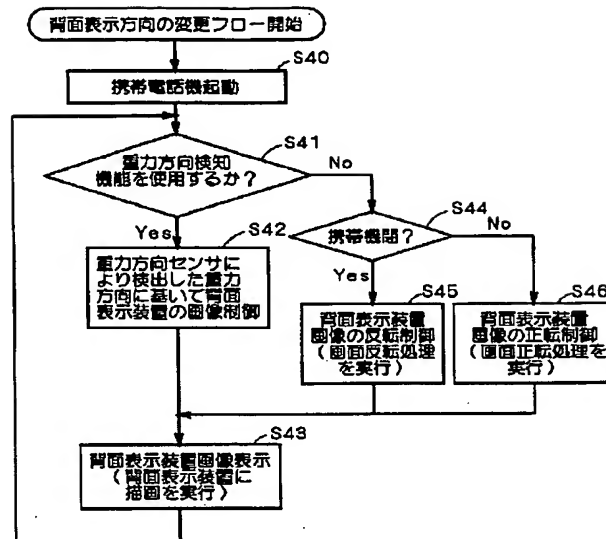 背面表示方向の変更フロー開始
S40
携帯電話機起動
S41
重力方向検知
機能を使用するか？
No
Yes
S42
重力方向センサに
より検出した重力
方向に基いて背面
表示装置の画像制御
S44
携帯機閉？
No
Yes
S45
背面表示装置
画像の反転制御
（画面反転処理
を実行）
S46
背面表示装置
画像の正転制御
（画面正転処理を
実行）
S43
背面表示装置画像表示
（背面表示装置に
描画を実行）